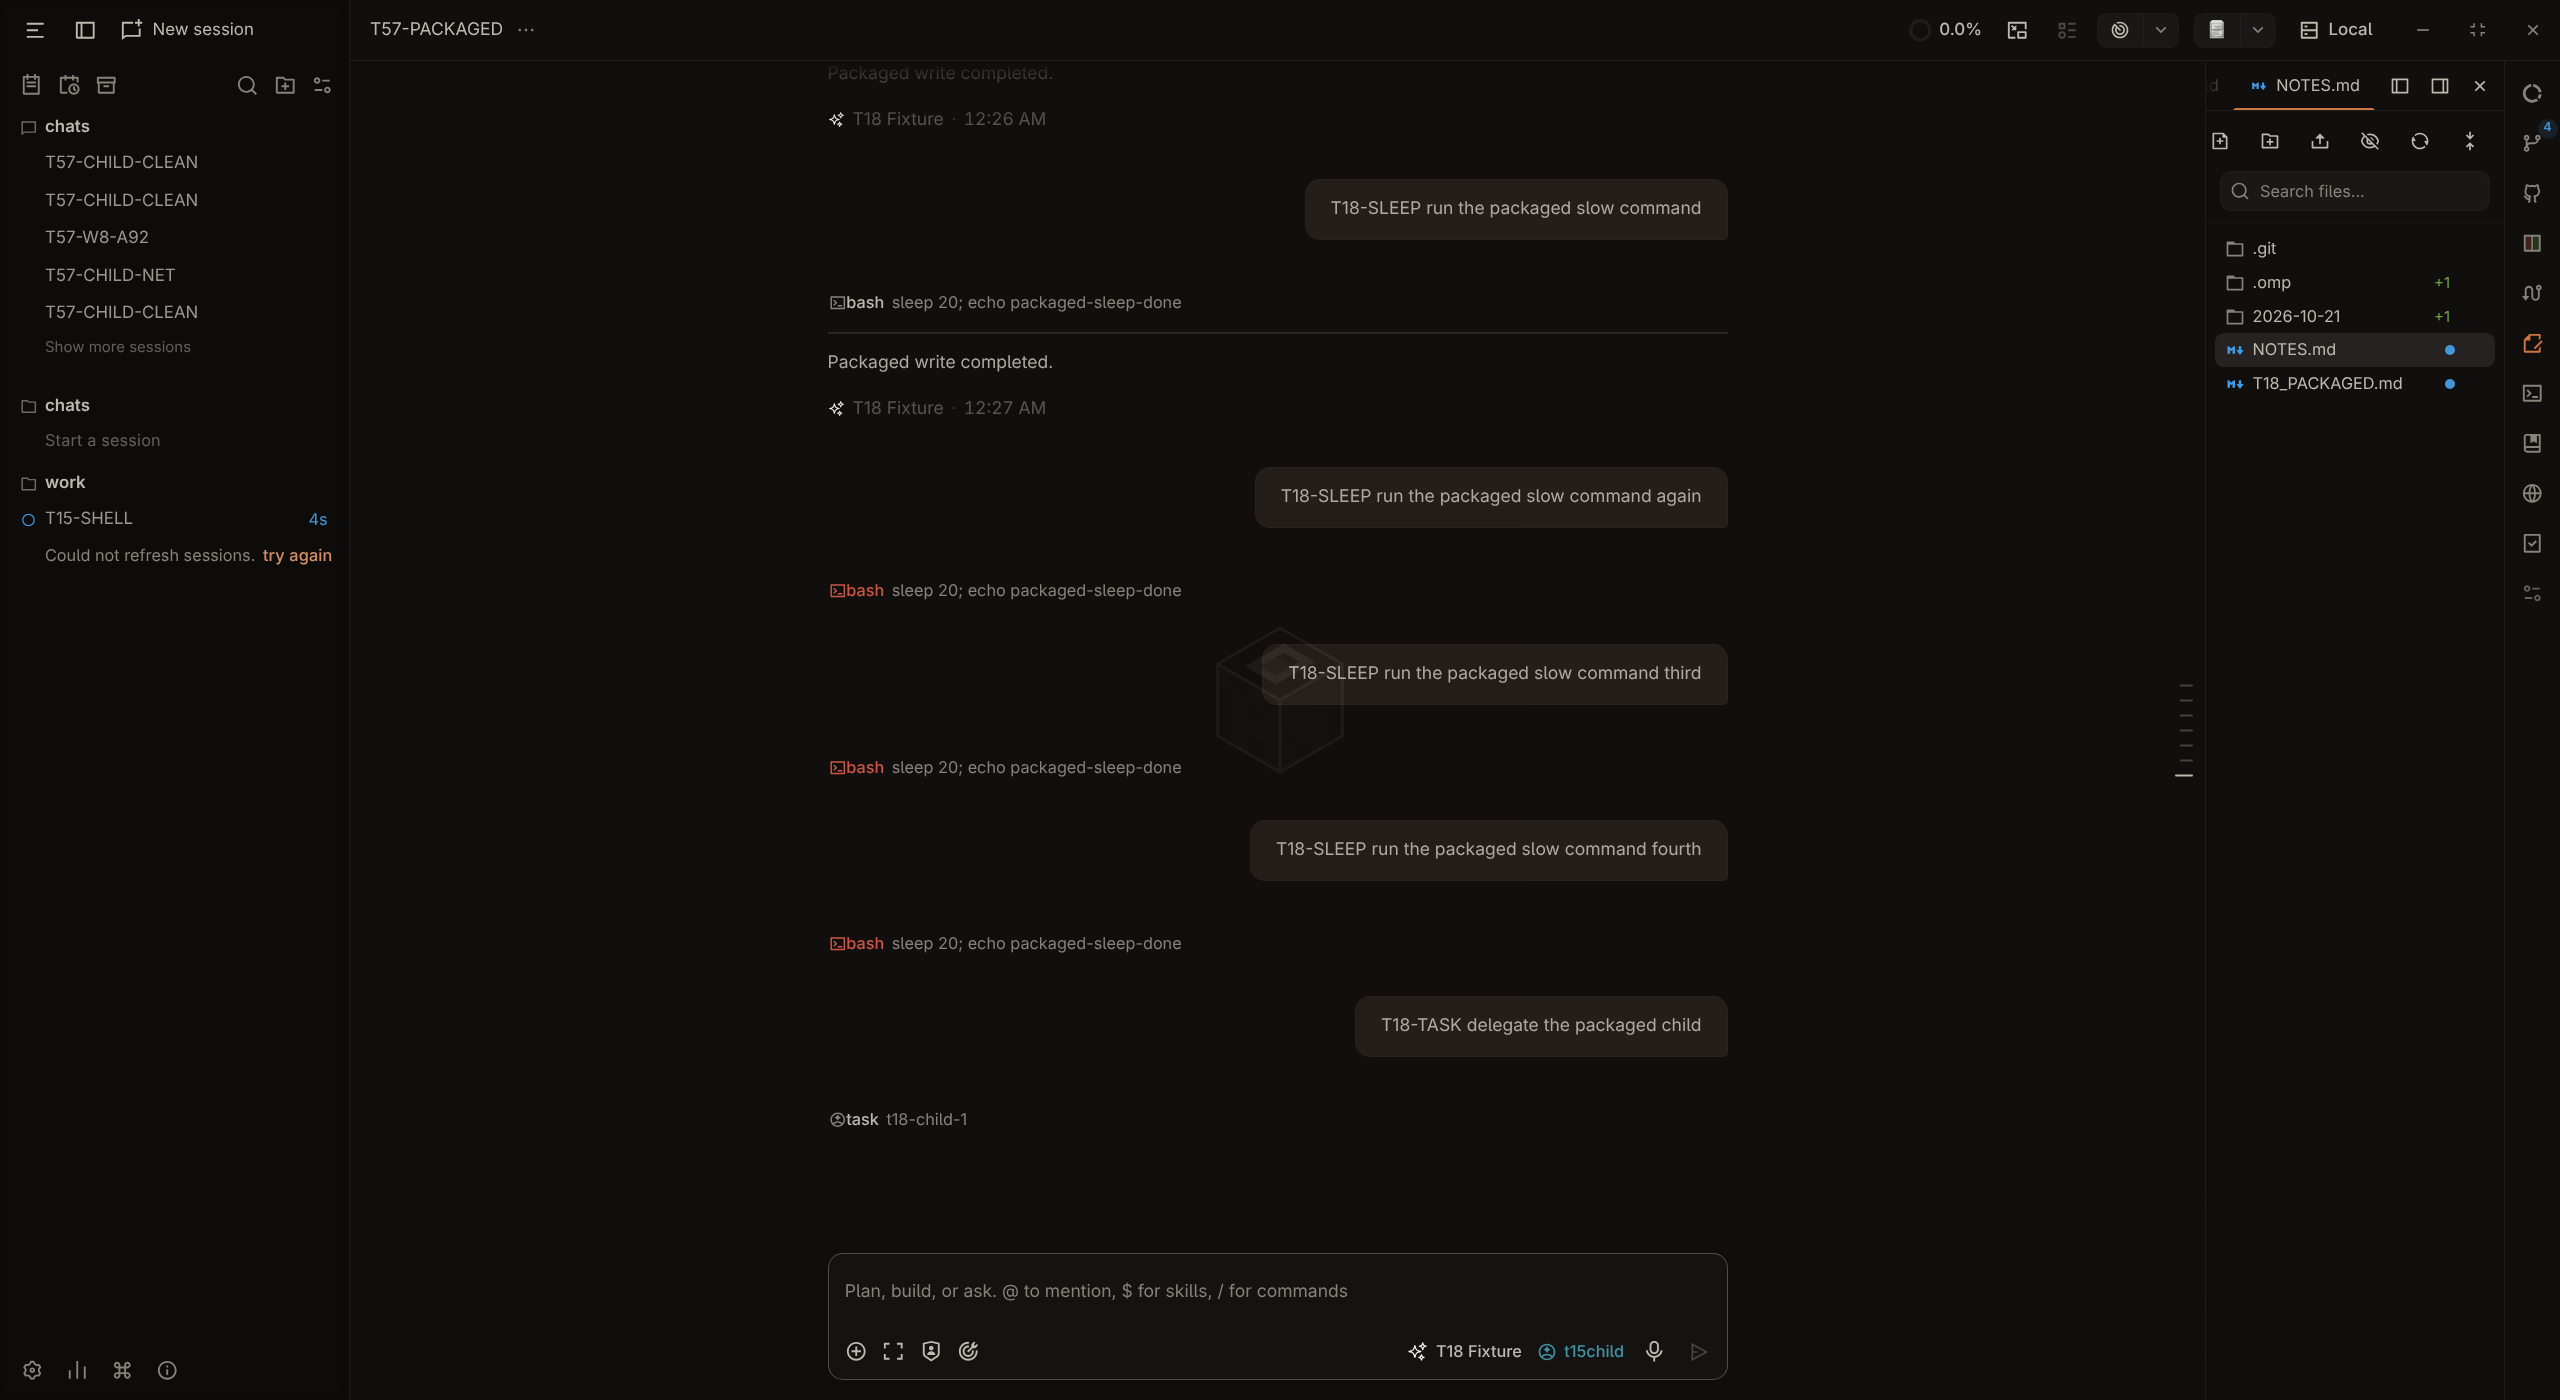 New session
T57-PACKAGED
0.0%
Local
chats
T57-CHILD-CLEAN
T57-CHILD-CLEAN
T57-W8-A92
T57-CHILD-NET
T57-CHILD-CLEAN
Show more sessions
chats
Start a session
work
T15-SHELL 4s
Could not refresh sessions. try again
Packaged write completed.
T18 Fixture · 12:26 AM
T18-SLEEP run the packaged slow command
bash sleep 20; echo packaged-sleep-done
Packaged write completed.
T18 Fixture · 12:27 AM
T18-SLEEP run the packaged slow command again
bash sleep 20; echo packaged-sleep-done
T18-SLEEP run the packaged slow command third
bash sleep 20; echo packaged-sleep-done
T18-SLEEP run the packaged slow command fourth
bash sleep 20; echo packaged-sleep-done
T18-TASK delegate the packaged child
task t18-child-1
Plan, build, or ask. @ to mention, $ for skills, / for commands
T18 Fixture t15child
d
NOTES.md
4
Search files...
.git
.omp +1
2026-10-21 +1
NOTES.md
T18_PACKAGED.md